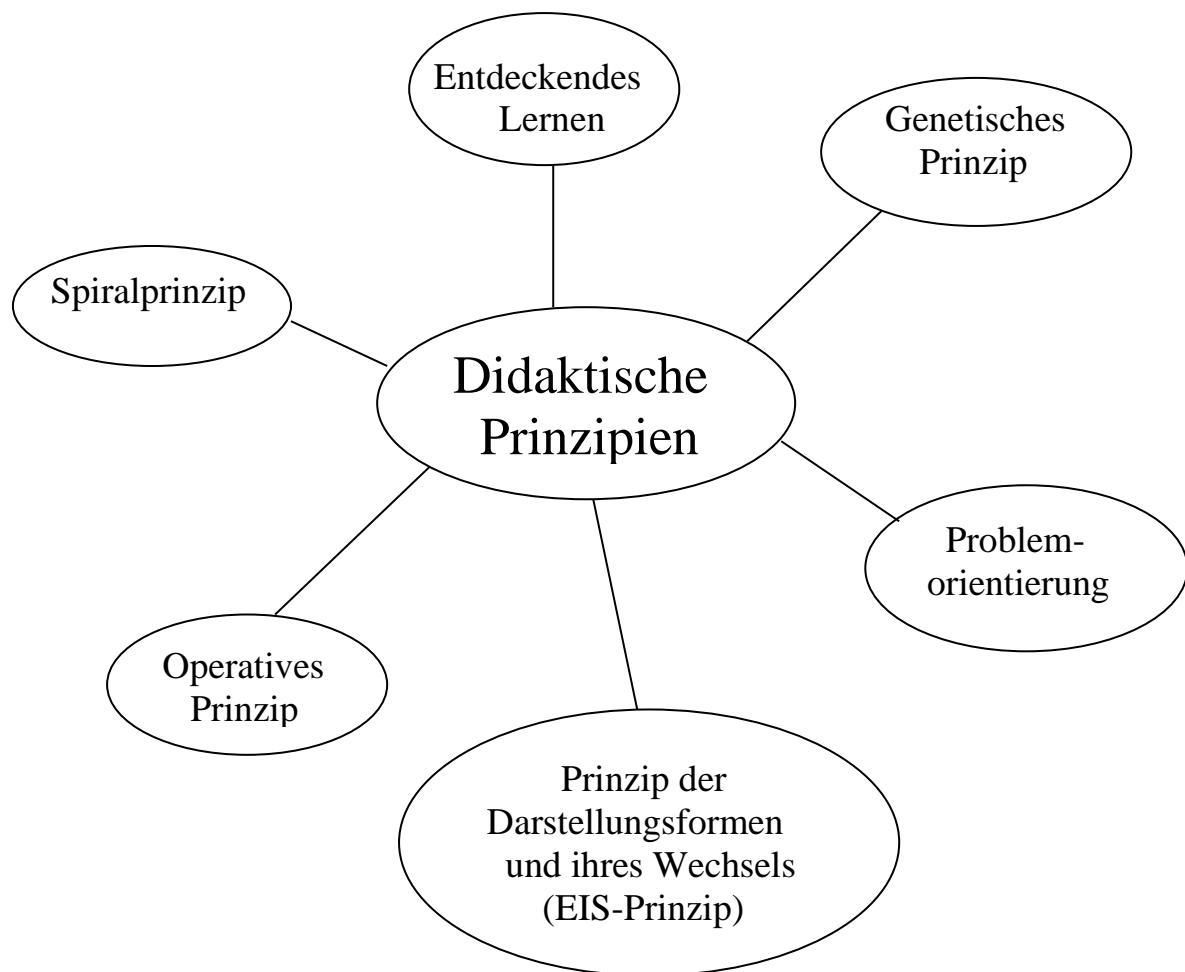 Entdeckendes
Lernen
Genetisches
Prinzip
Spiralprinzip
Didaktische
Prinzipien
Problem-
orientierung
Operatives
Prinzip
Prinzip der
Darstellungsformen
und ihres Wechsels
(EIS-Prinzip)